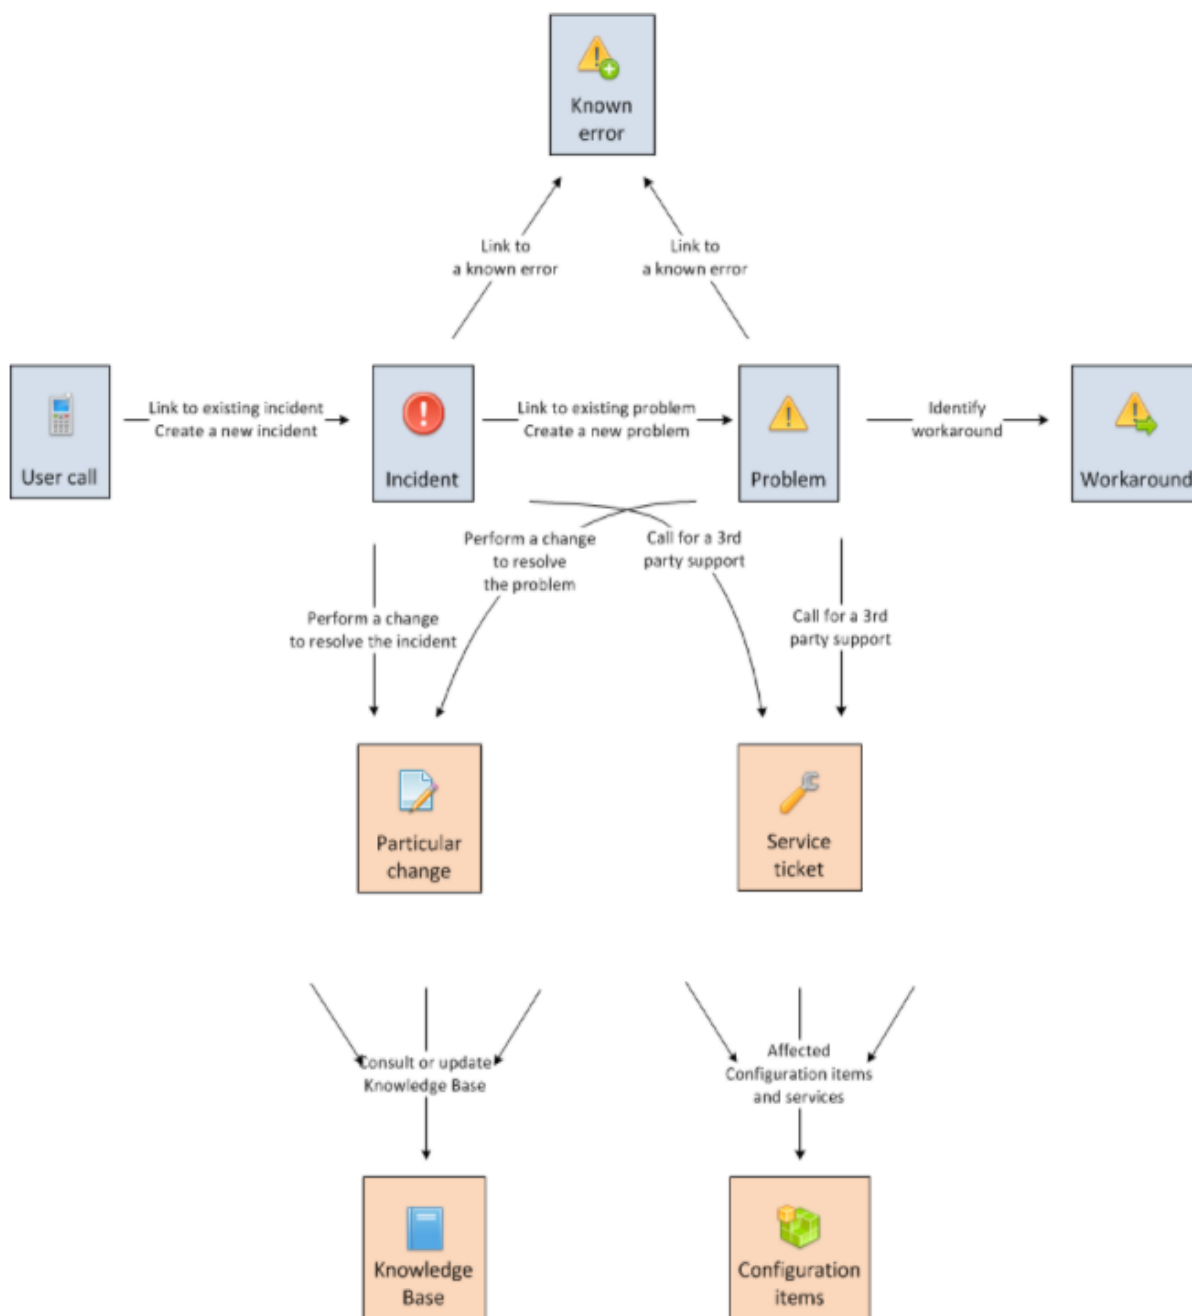 Known
error
Link to
a known error
Link to
a known error
User call
Link to existing incident
Create a new incident
Incident
Link to existing problem
Create a new problem
Problem
Identify
workaround
Workaround
Perform a change
to resolve
the problem
Call for a 3rd
party support
Perform a change
to resolve the incident
Call for a 3rd
party support
Particular
change
Service
ticket
Consult or update
Knowledge Base
Affected
Configuration items
and services
Knowledge
Base
Configuration
items